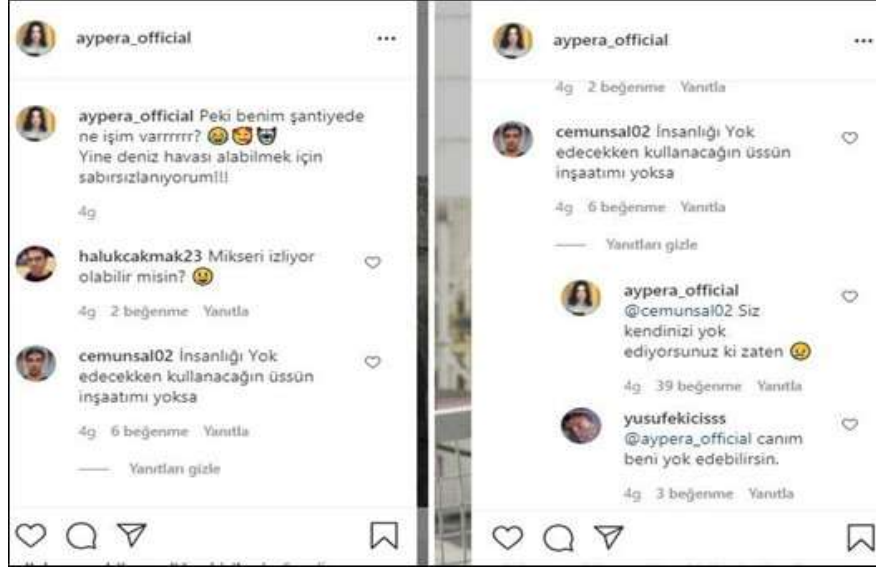 aypera_official
aypera_official Peki benim şantiyede
ne işim varrrrrr? 😂🥰😹
Yine deniz havası alabilmek için
sabırsızlanıyorum!!!
4g
halukcakmak23 Mikseri izliyor
olabilir misin? 😀
4g 2 beğenme Yanıtla
cemunsal02 İnsanlığı Yok
edecekken kullanacağın üssün
inşaatımı yoksa
4g 6 beğenme Yanıtla
Yanıtları gizle
aypera_official
4g 2 beğenme Yanıtla
cemunsal02 İnsanlığı Yok
edecekken kullanacağın üssün
inşaatımı yoksa
4g 6 beğenme Yanıtla
Yanıtları gizle
aypera_official
@cemunsal02 Siz
kendinizi yok
ediyorsunuz ki zaten
4g 39 beğenme Yanıtla
yusufekicisss
@aypera_official canım
beni yok edebilirsin.
4g 3 beğenme Yanıtla